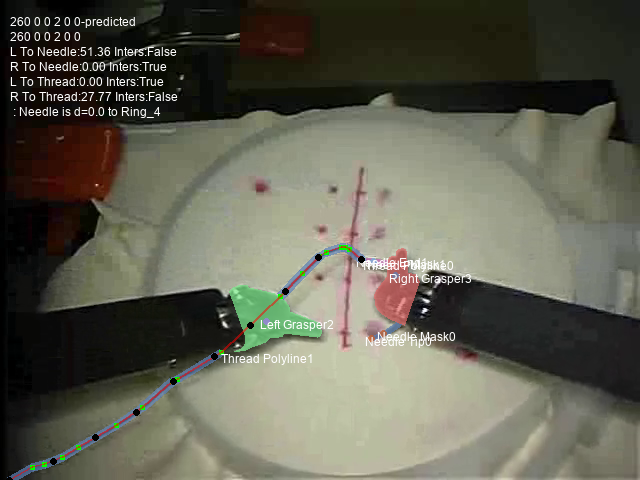 260 0 0 2 0 0-predicted
260 0 0 2 0 0
L To Needle:51.36 Inters:False
R To Needle:0.00 Inters:True
L To Thread:0.00 Inters:True
R To Thread:27.77 Inters:False
: Needle is d=0.0 to Ring_4
Right Grasper3
Left Grasper2
Needle Mask0
Needle Tip0
Thread Polyline1